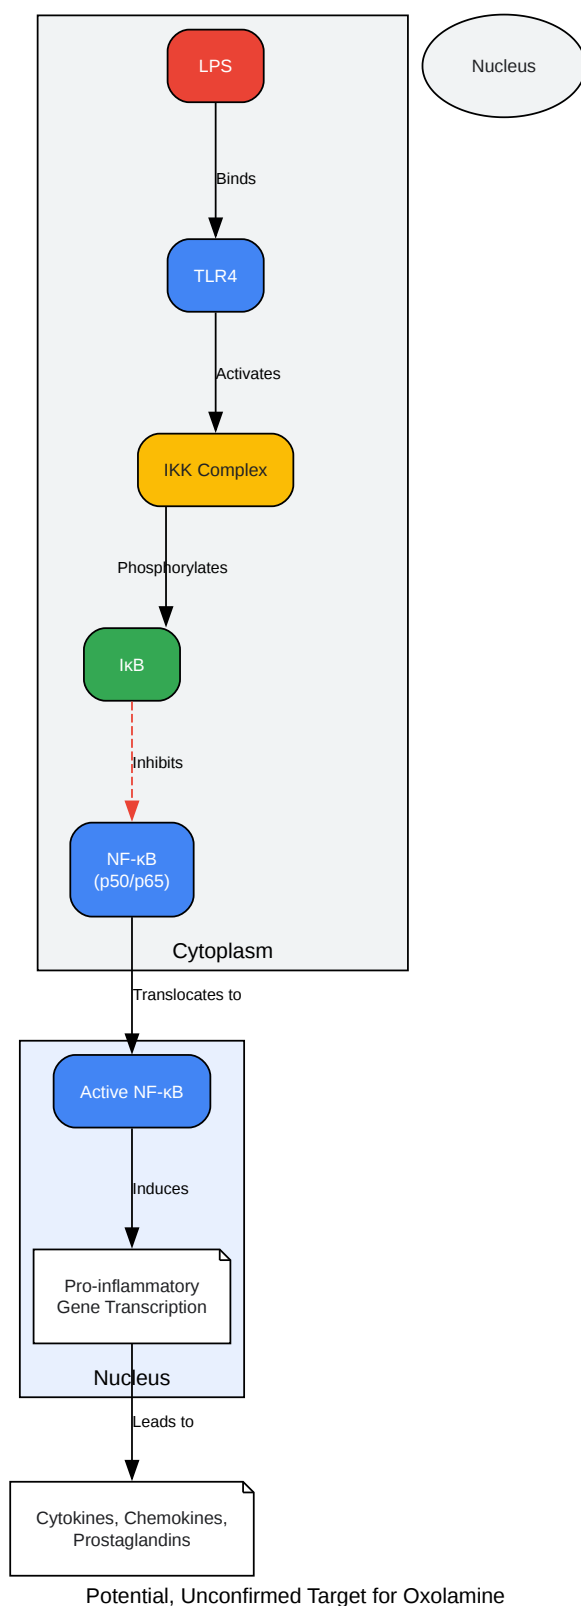 LPS
Nucleus
Binds
TLR4
Activates
IKK Complex
Phosphorylates
IκB
Inhibits
NF-κB
(p50/p65)
Cytoplasm
Translocates to
Active NF-κB
Induces
Pro-inflammatory
Gene Transcription
Nucleus
Leads to
Cytokines, Chemokines,
Prostaglandins
Potential, Unconfirmed Target for Oxolamine